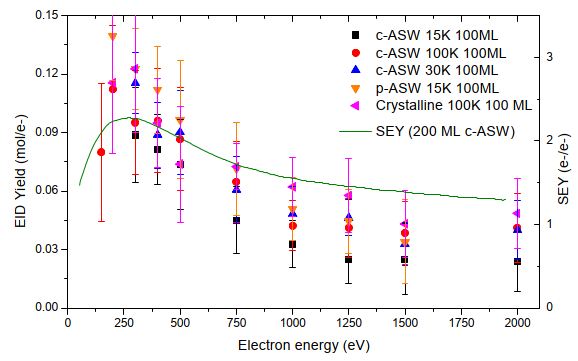 0.15
0.12
0.09
0.06
0.03
0.00
EID Yield (mol/e-)
c-ASW 15K 100ML
c-ASW 100K 100ML
c-ASW 30K 100ML
p-ASW 15K 100ML
Crystalline 100K 100 ML
SEY (200 ML c-ASW)
3
2
1
0
SEY (e-/e-)
0 250 500 750 1000 1250 1500 1750 2000
Electron energy (eV)